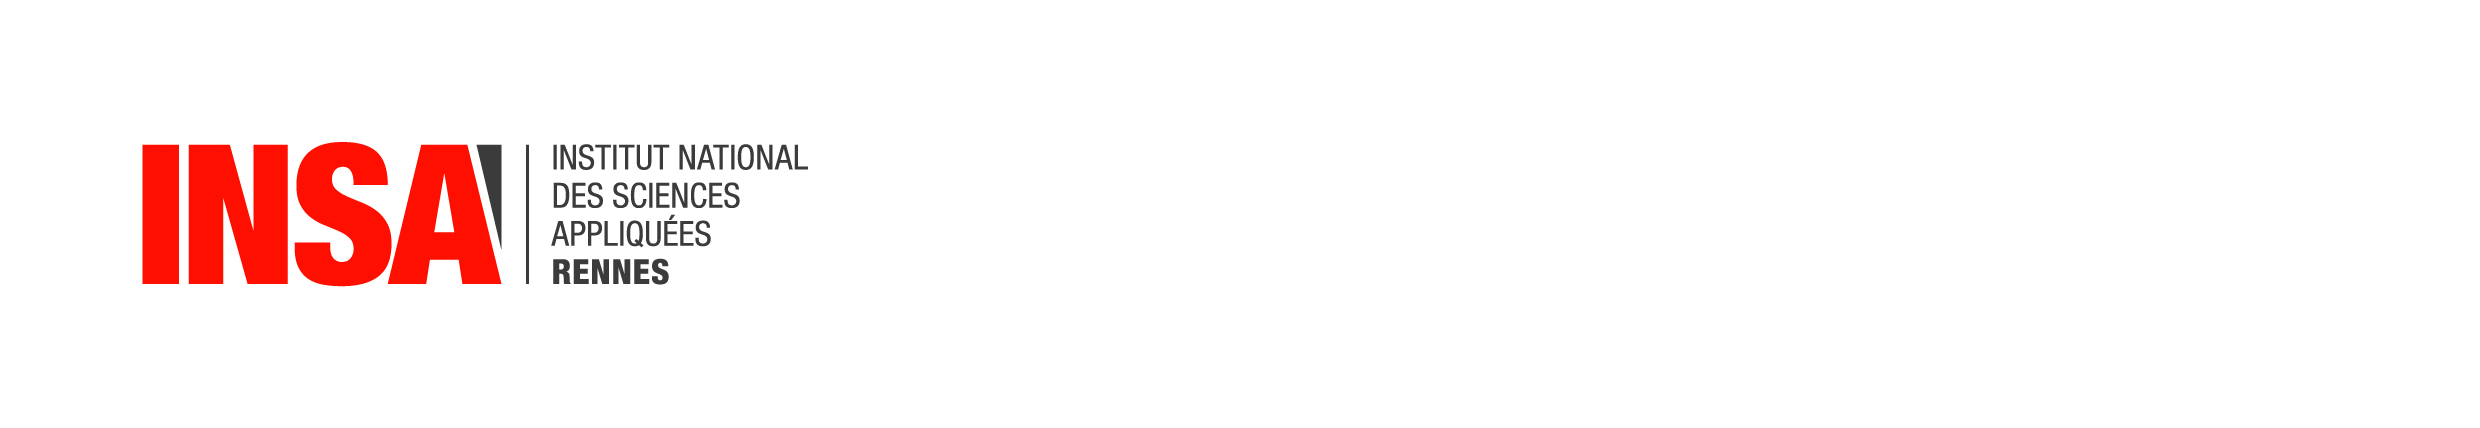 INSA
INSTITUT NATIONAL
DES SCIENCES
APPLIQUÉES
RENNES